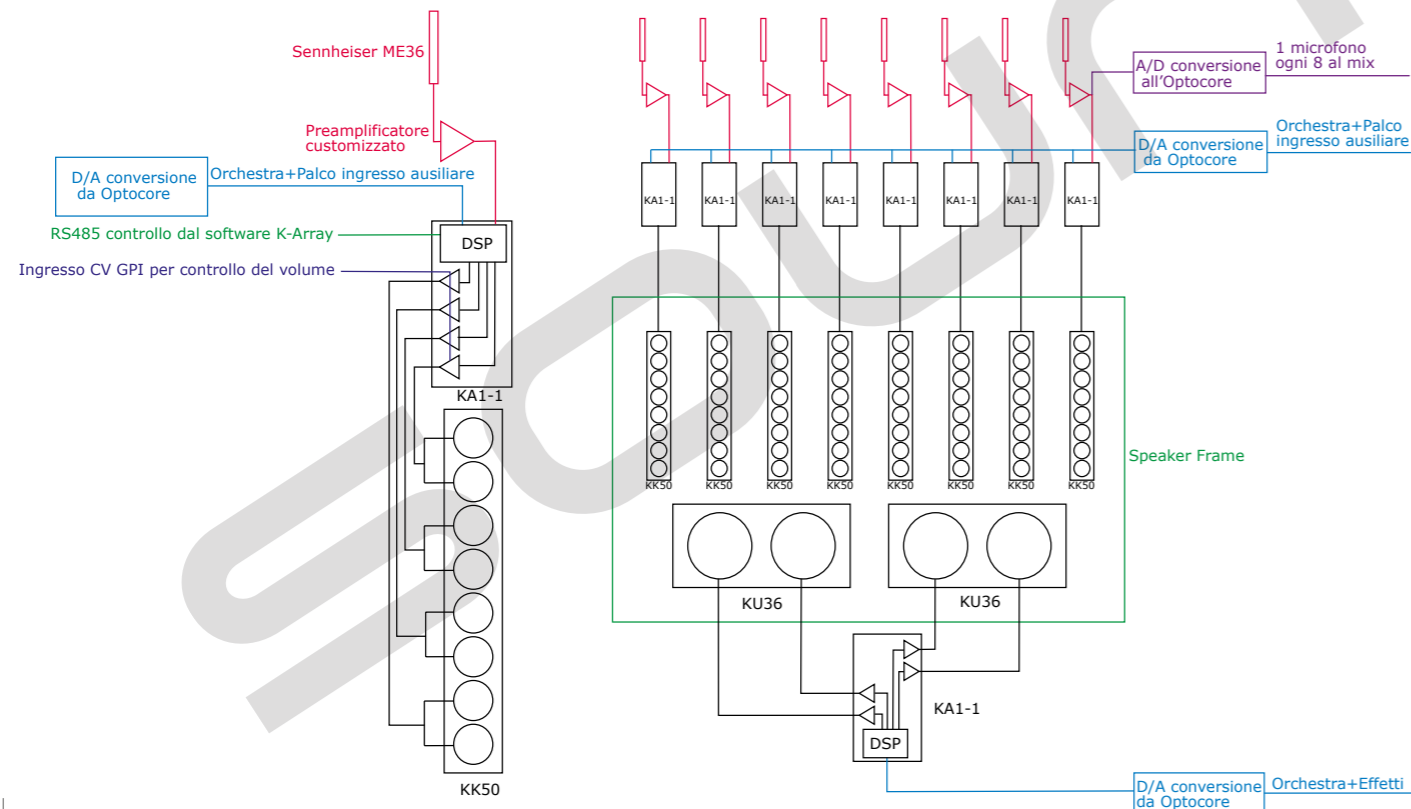 Sennheiser ME36
Preamplificatore
customizzato
D/A conversione
da Optocore
Orchestra+Palco ingresso ausiliare
RS485 controllo dal software K-Array
Ingresso CV GPI per controllo del volume
DSP
KA1-1
KK50
A/D conversione
all'Optocore
1 microfono
ogni 8 al mix
D/A conversione
da Optocore
Orchestra+Palco
ingresso ausiliare
KA1-1 KA1-1 KA1-1 KA1-1 KA1-1 KA1-1 KA1-1 KA1-1
Speaker Frame
KK50 KK50 KK50 KK50 KK50 KK50 KK50 KK50
KU36 KU36
KA1-1
DSP
D/A conversione
da Optocore
Orchestra+Effetti